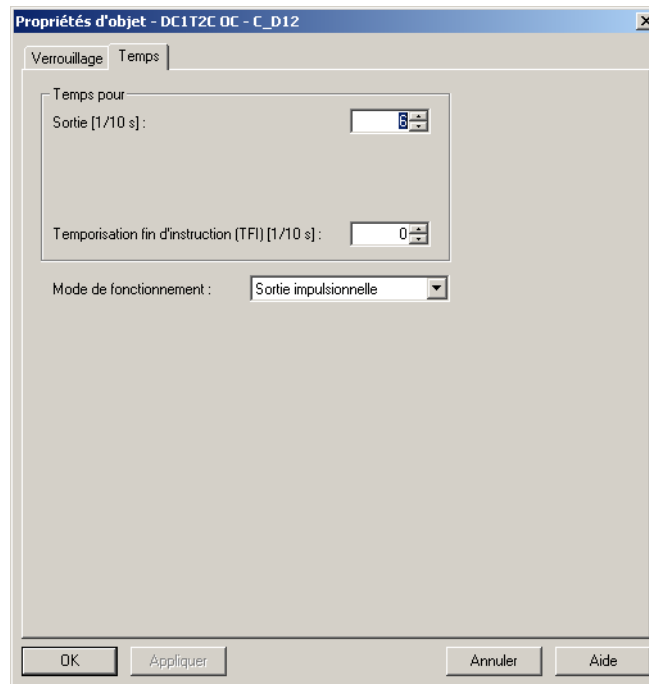 Propriétés d'objet - DC1T2C OC - C_D12
Verrouillage Temps
Temps pour
Sortie [1/10 s] : 6
Temporisation fin d'instruction (TFI) [1/10 s] : 0
Mode de fonctionnement : Sortie impulsionnelle
OK Appliquer Annuler Aide